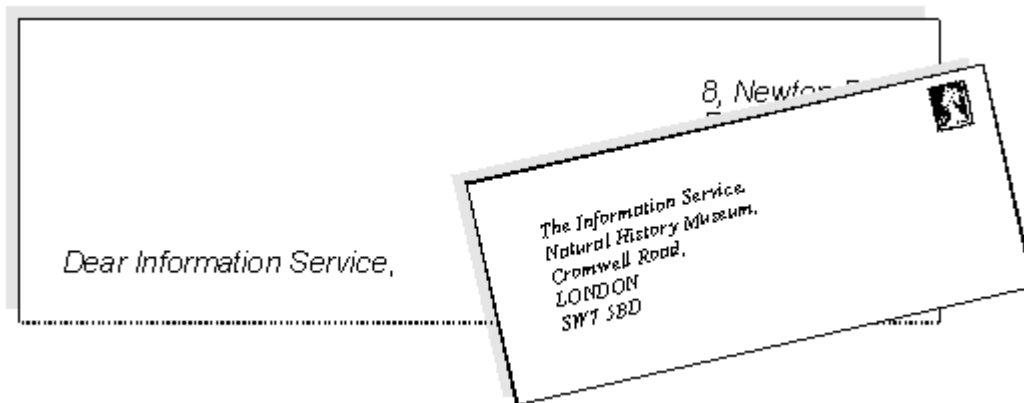 8, Newton
Dear Information Service,
The Information Service
Natural History Museum,
Cromwell Road,
LONDON
SW7 5BD